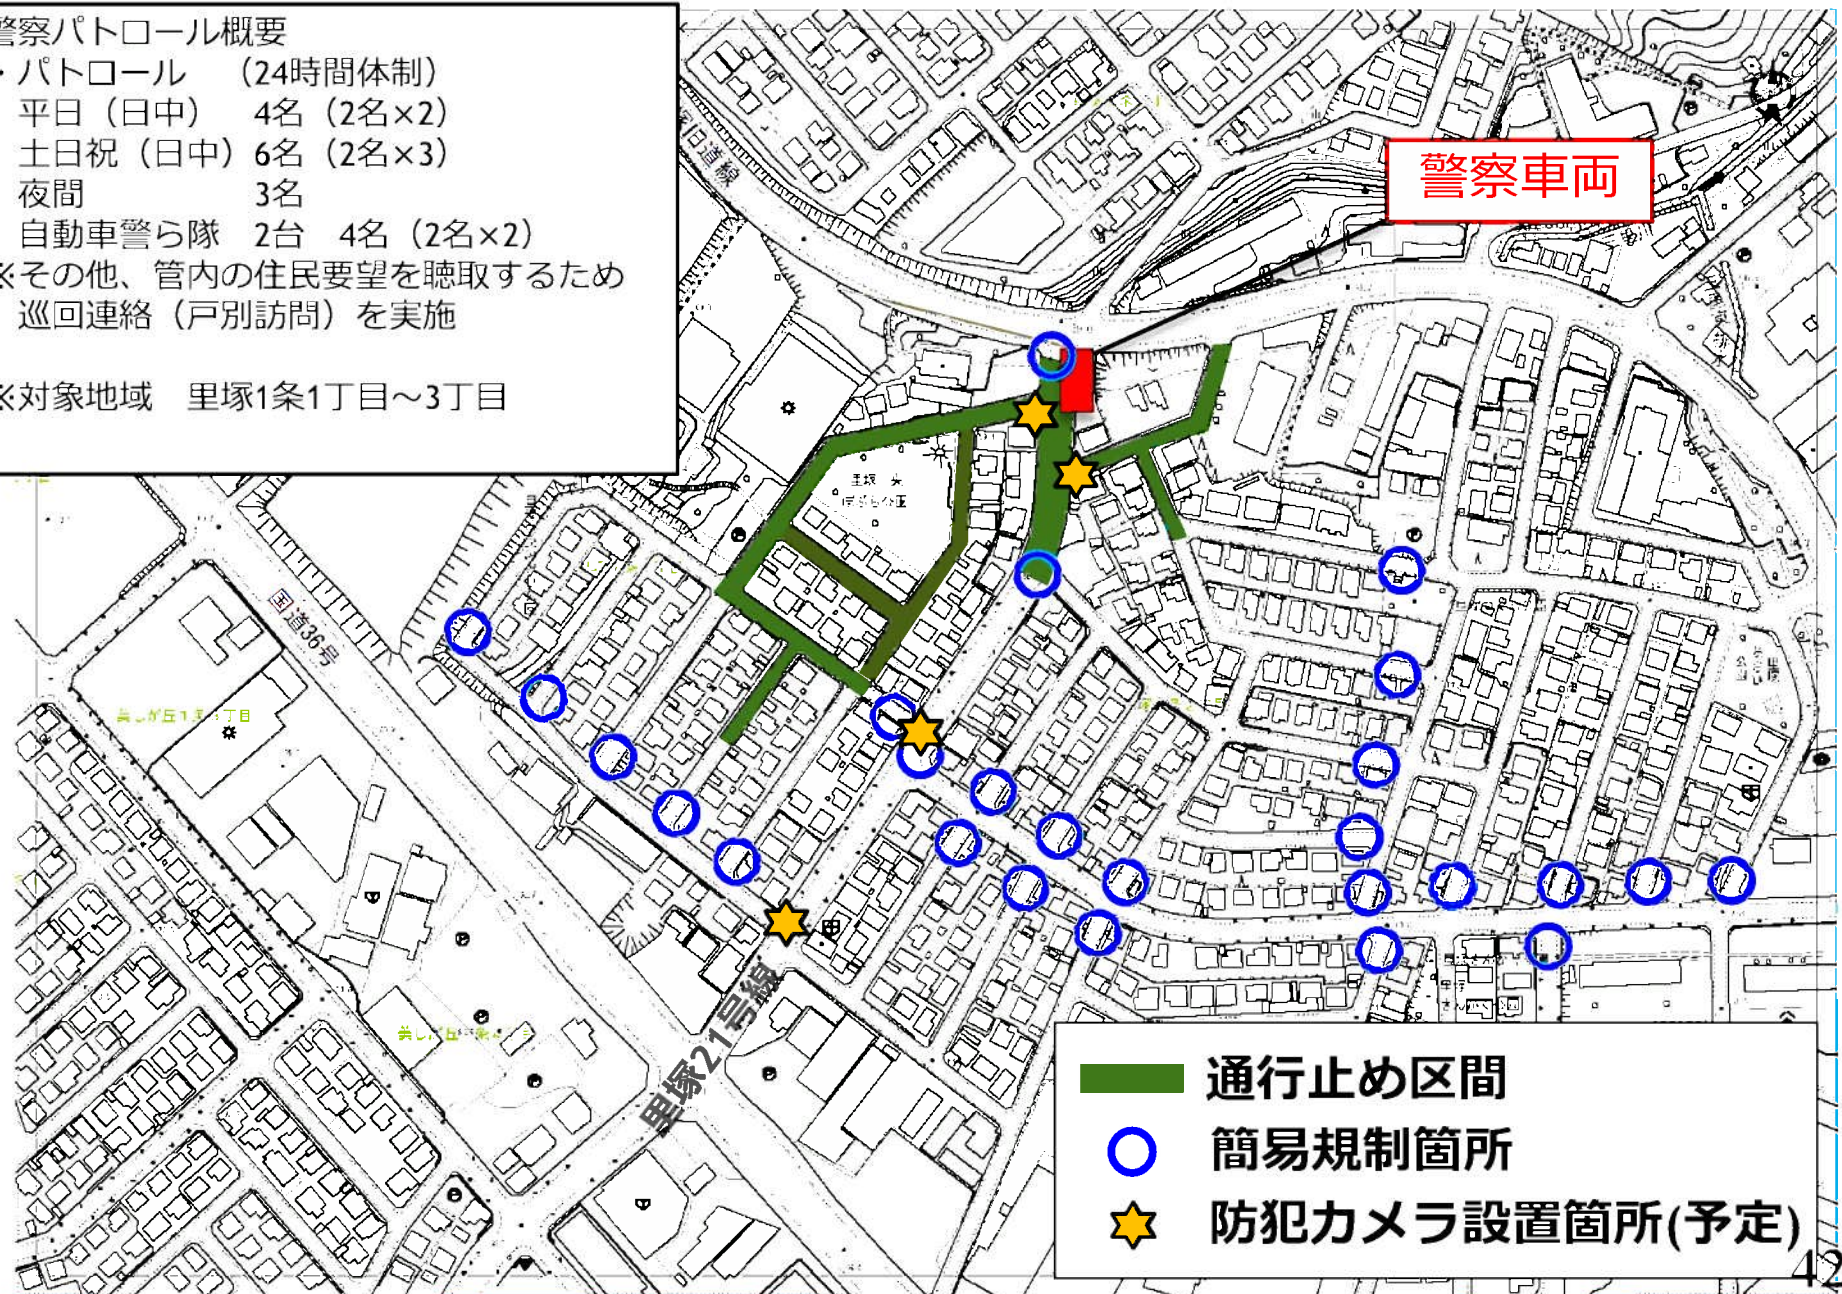 警察パトロール概要
・パトロール　（24時間体制）
平日（日中）　4名（2名×2）
土日祝（日中）6名（2名×3）
夜間　　　　　3名
自動車警ら隊　2台　4名（2名×2）
※その他、管内の住民要望を聴取するため
巡回連絡（戸別訪問）を実施
※対象地域　里塚1条1丁目～3丁目
警察車両
国道36号
里塚21号線
通行止め区間
簡易規制箇所
防犯カメラ設置箇所(予定)
42